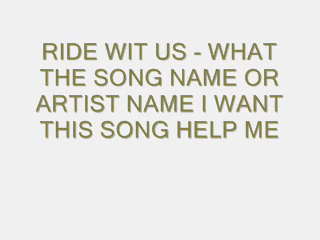 RIDE WIT US - WHAT
THE SONG NAME OR
ARTIST NAME I WANT
THIS SONG HELP ME